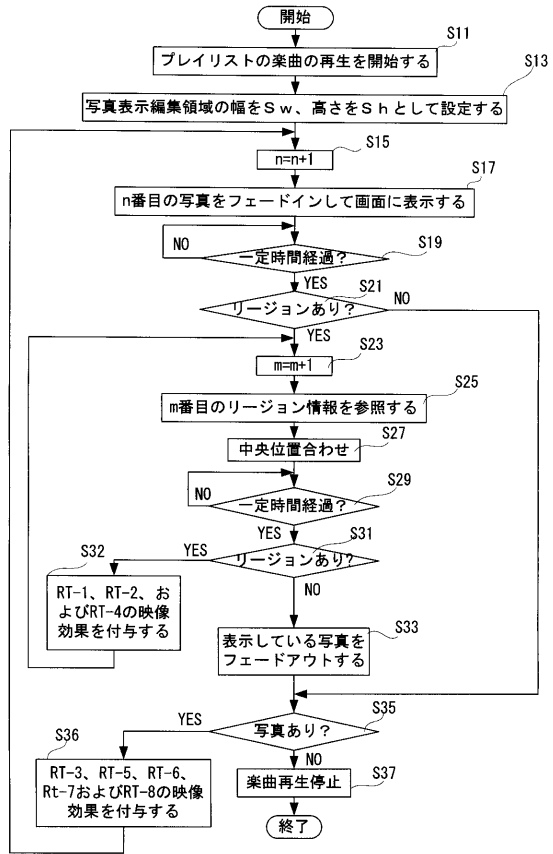 開始
S11
プレイリストの楽曲の再生を開始する
S13
写真表示編集領域の幅をSw、高さをShとして設定する
S15
n=n+1
S17
n番目の写真をフェードインして画面に表示する
NO
一定時間経過?
S19
YES
S21
NO
リージョンあり?
YES
S23
m=m+1
S25
m番目のリージョン情報を参照する
S27
中央位置合わせ
NO
一定時間経過?
S29
YES
S31
YES
リージョンあり?
S32
NO
RT-1、RT-2、お
よびRT-4の映像
効果を付与する
S33
表示している写真を
フェードアウトする
YES
S35
写真あり?
S36
NO
RT-3、RT-5、RT-6、
Rt-7およびRT-8の映像
効果を付与する
S37
楽曲再生停止
終了